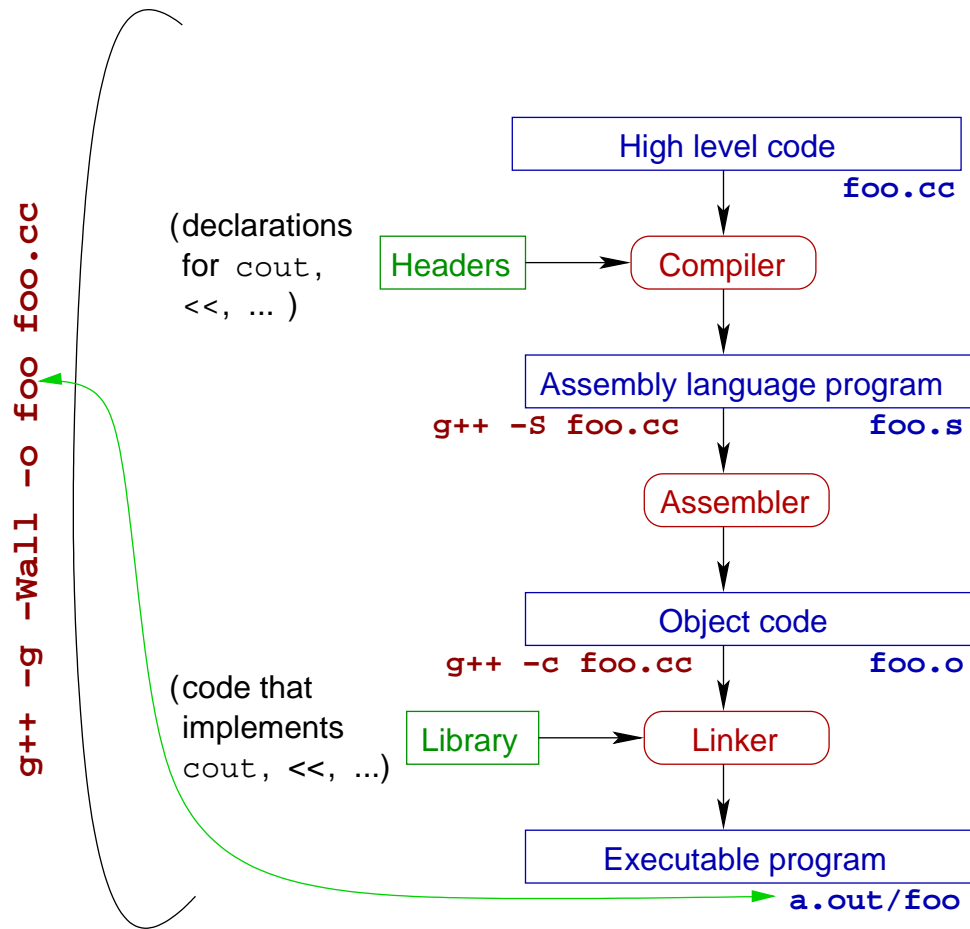 g++ -g -Wall -o foo foo.cc
High level code
foo.cc
(declarations
for cout,
<<, ... )
Headers
Compiler
Assembly language program
g++ -S foo.cc
foo.s
Assembler
Object code
g++ -c foo.cc
foo.o
(code that
implements
cout, <<, ...)
Library
Linker
Executable program
a.out/foo